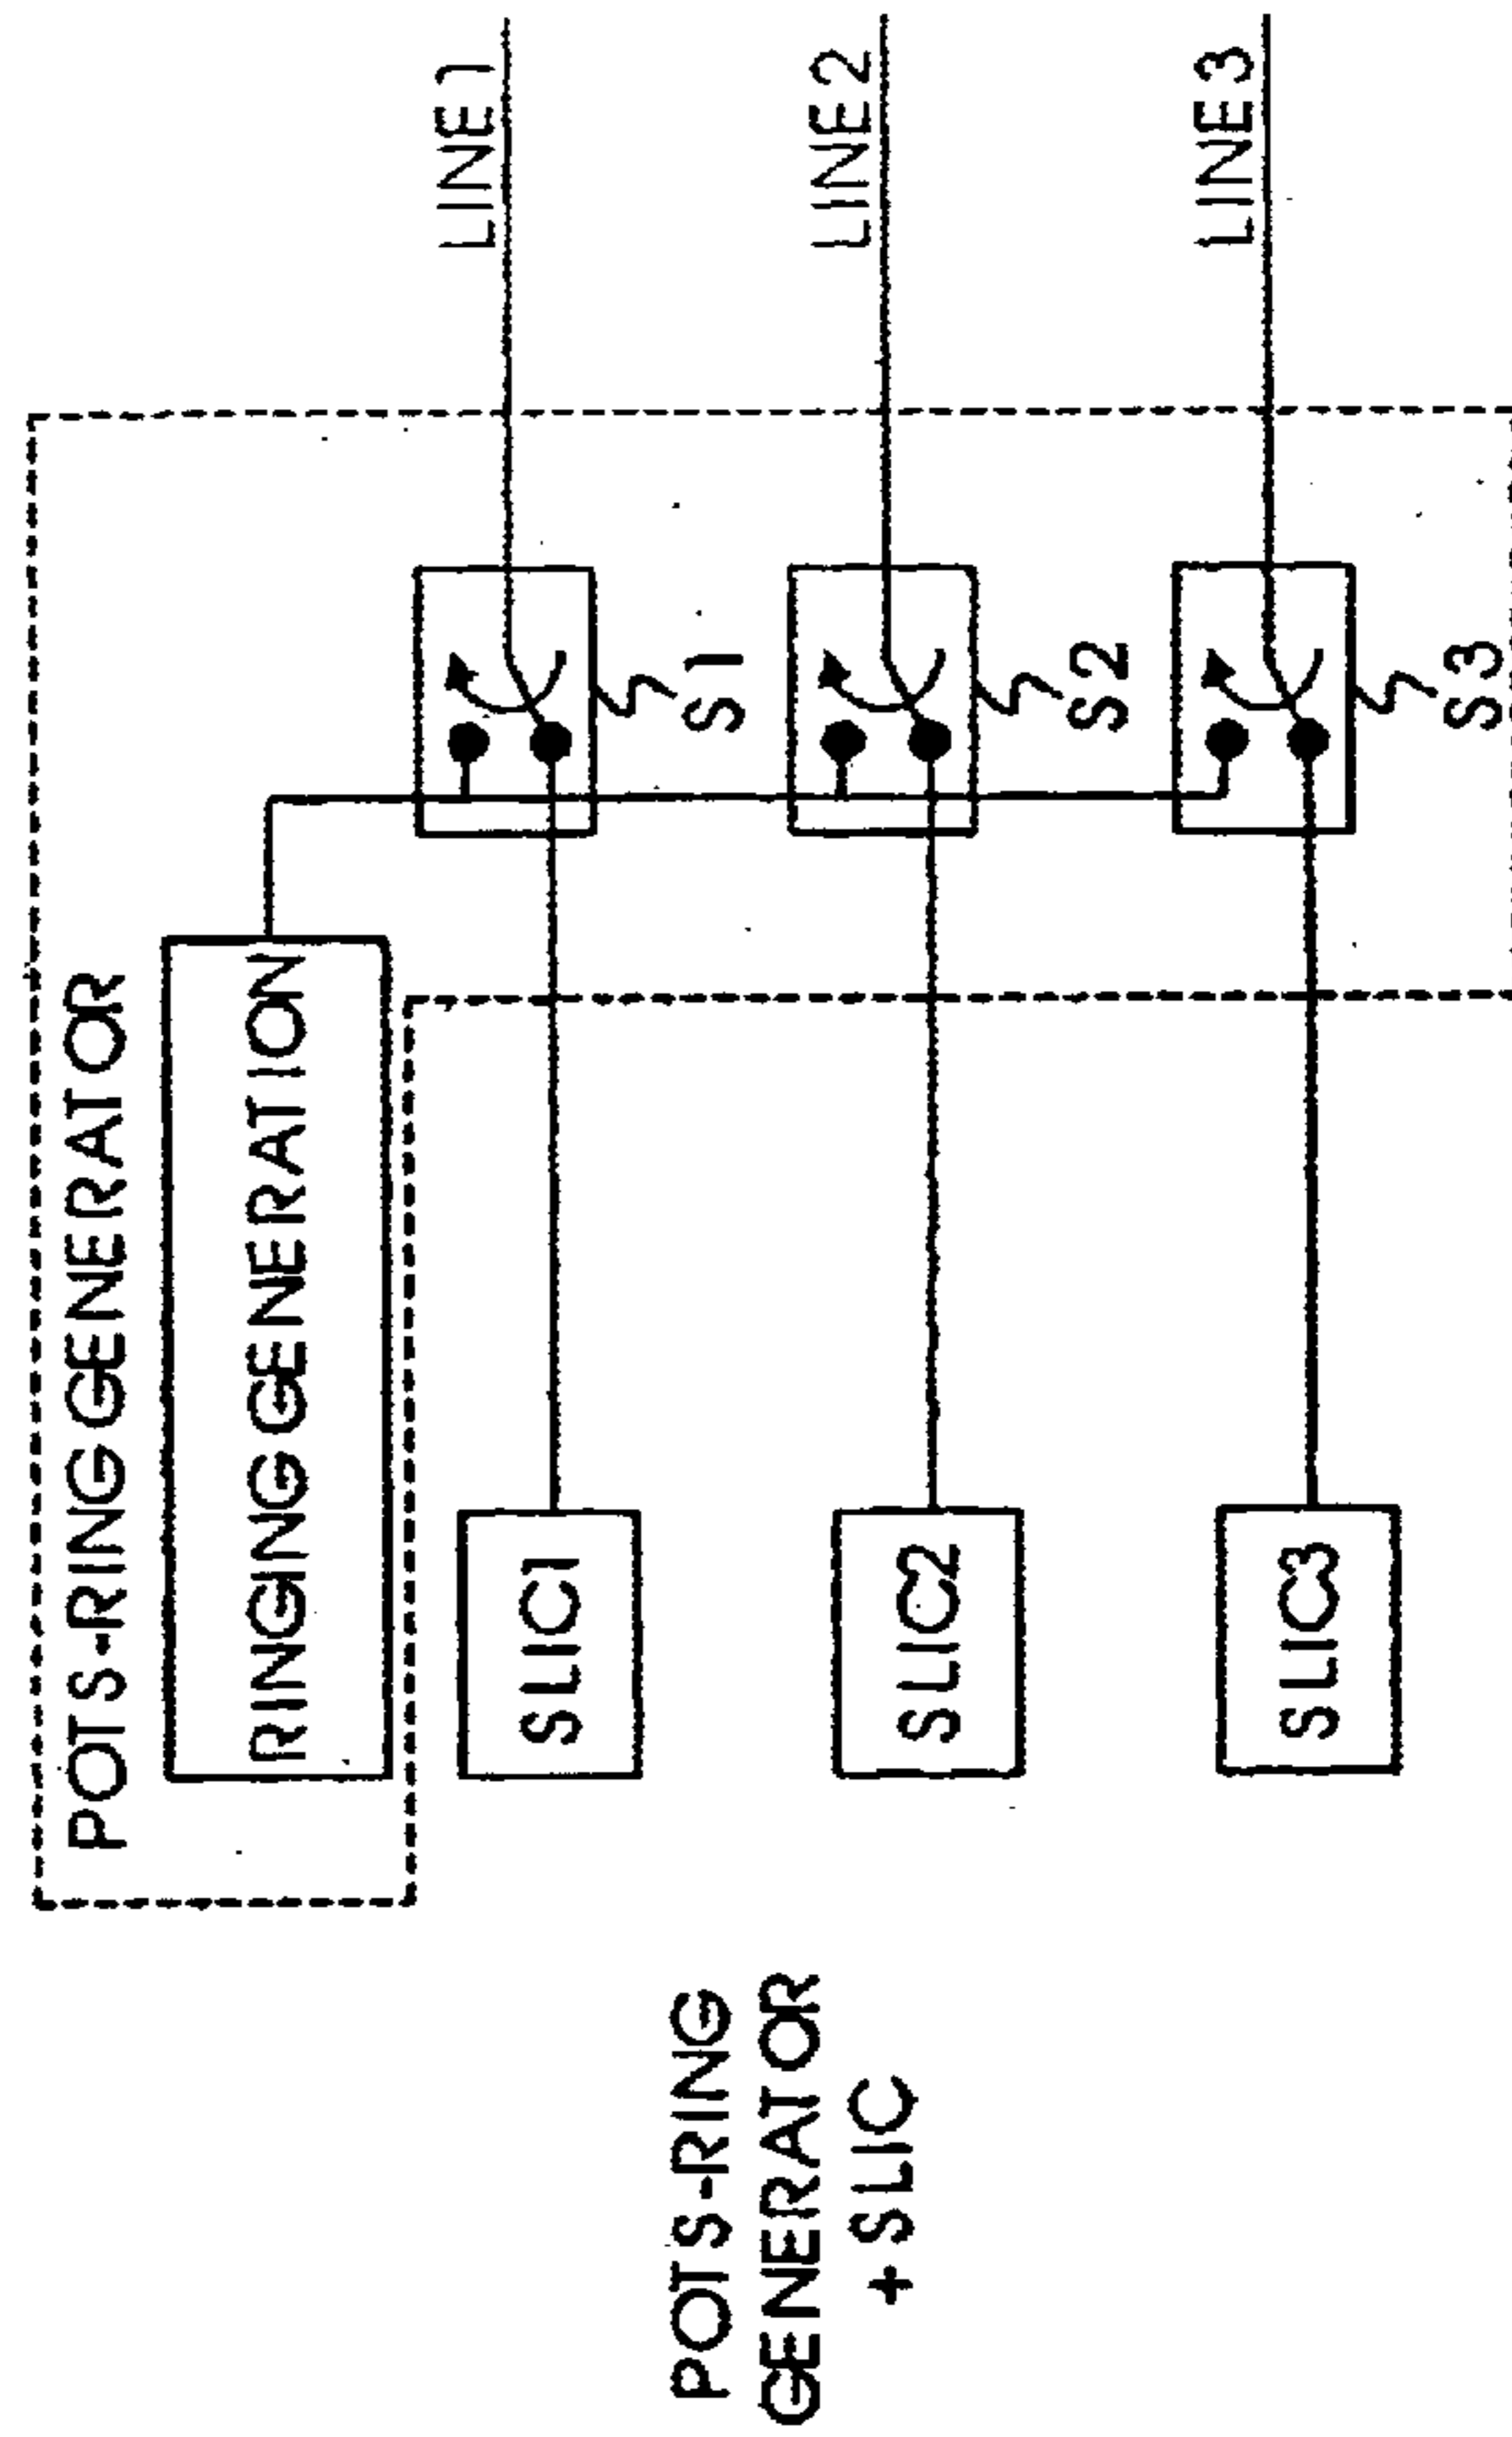 POTS-RING GENERATOR
RINGING GENERATION
LINE 1
S1
SLIC1
LINE 2
S2
SLIC2
LINE 3
S3
SLIC3
POTS-RING
GENERATOR
+ SLIC